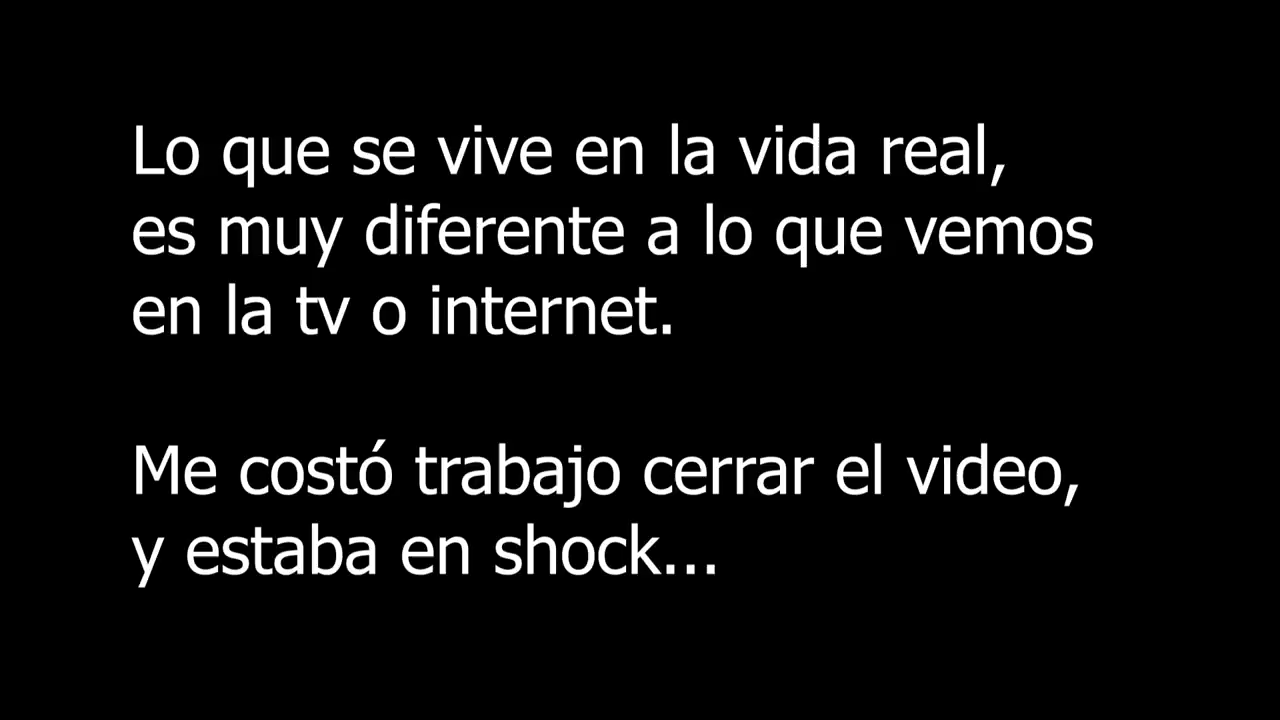 Lo que se vive en la vida real,
es muy diferente a lo que vemos
en la tv o internet.
Me costó trabajo cerrar el video,
y estaba en shock...